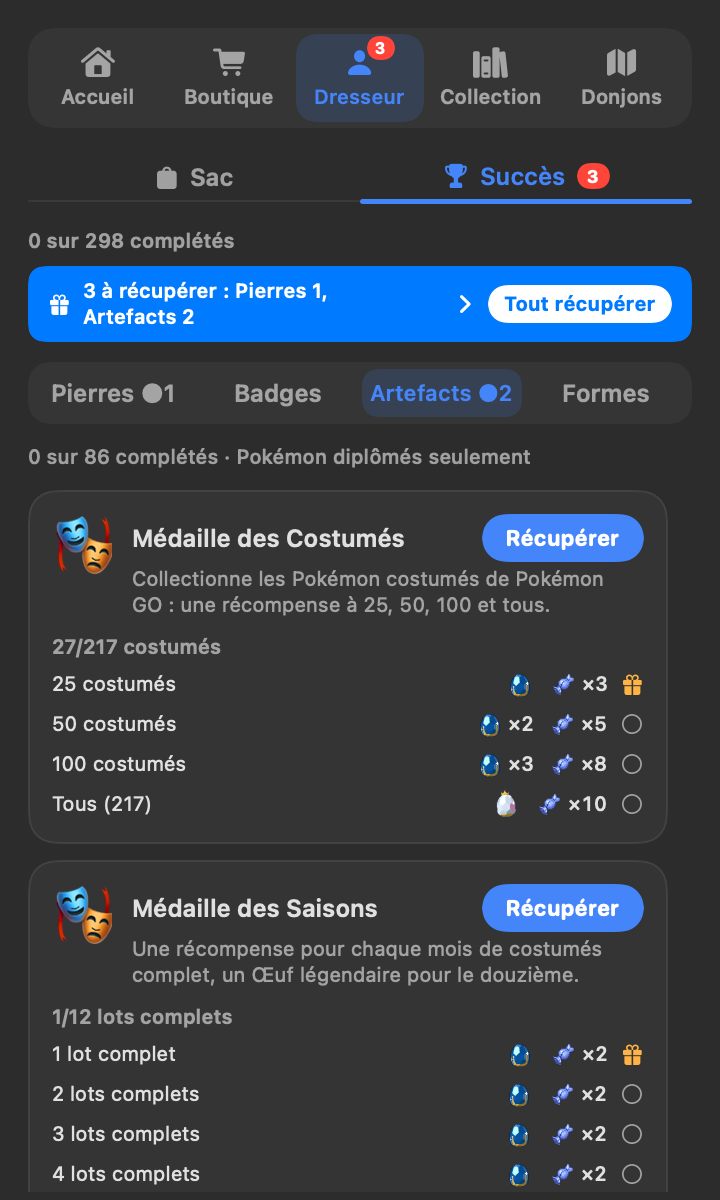 Accueil
Boutique
3
Dresseur
Collection
Donjons
Sac
Succès 3
0 sur 298 complétés
3 à récupérer : Pierres 1,
Artefacts 2
Tout récupérer
Pierres ●1
Badges
Artefacts ●2
Formes
0 sur 86 complétés · Pokémon diplômés seulement
Médaille des Costumés
Récupérer
Collectionne les Pokémon costumés de Pokémon
GO : une récompense à 25, 50, 100 et tous.
27/217 costumés
25 costumés ×3
50 costumés ×2 ×5
100 costumés ×3 ×8
Tous (217) ×10
Médaille des Saisons
Récupérer
Une récompense pour chaque mois de costumés
complet, un Œuf légendaire pour le douzième.
1/12 lots complets
1 lot complet ×2
2 lots complets ×2
3 lots complets ×2
4 lots complets ×2